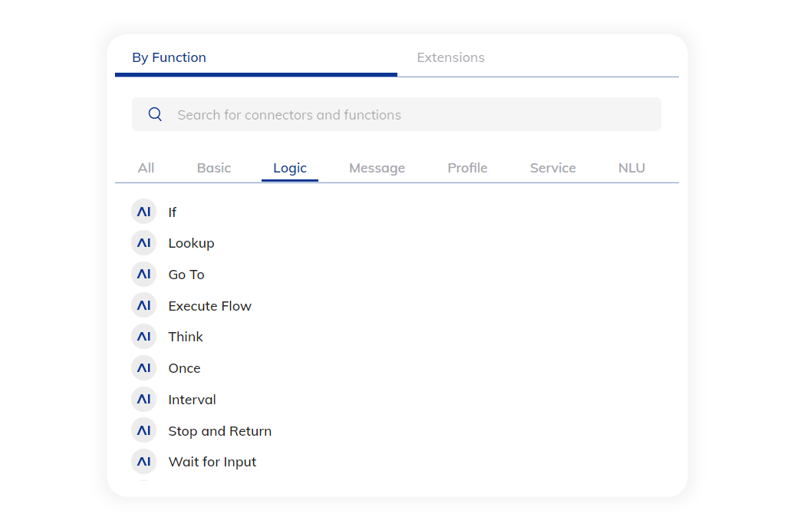 By Function Extensions
Search for connectors and functions
All Basic Logic Message Profile Service NLU
AI If
AI Lookup
AI Go To
AI Execute Flow
AI Think
AI Once
AI Interval
AI Stop and Return
AI Wait for Input